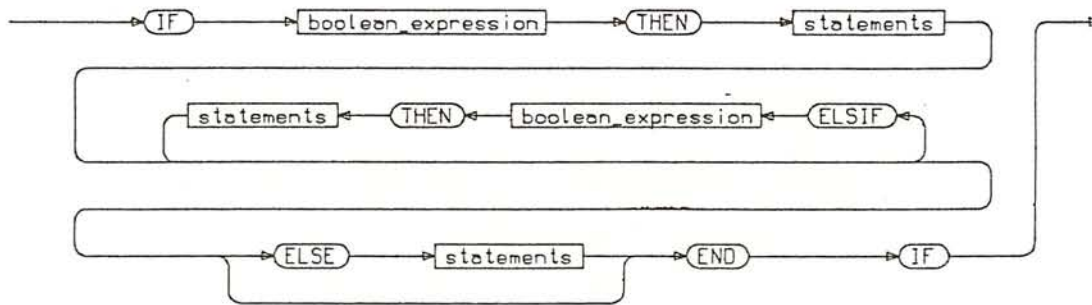 IF boolean_expression THEN statements
statements THEN boolean_expression ELSIF
ELSE statements END IF